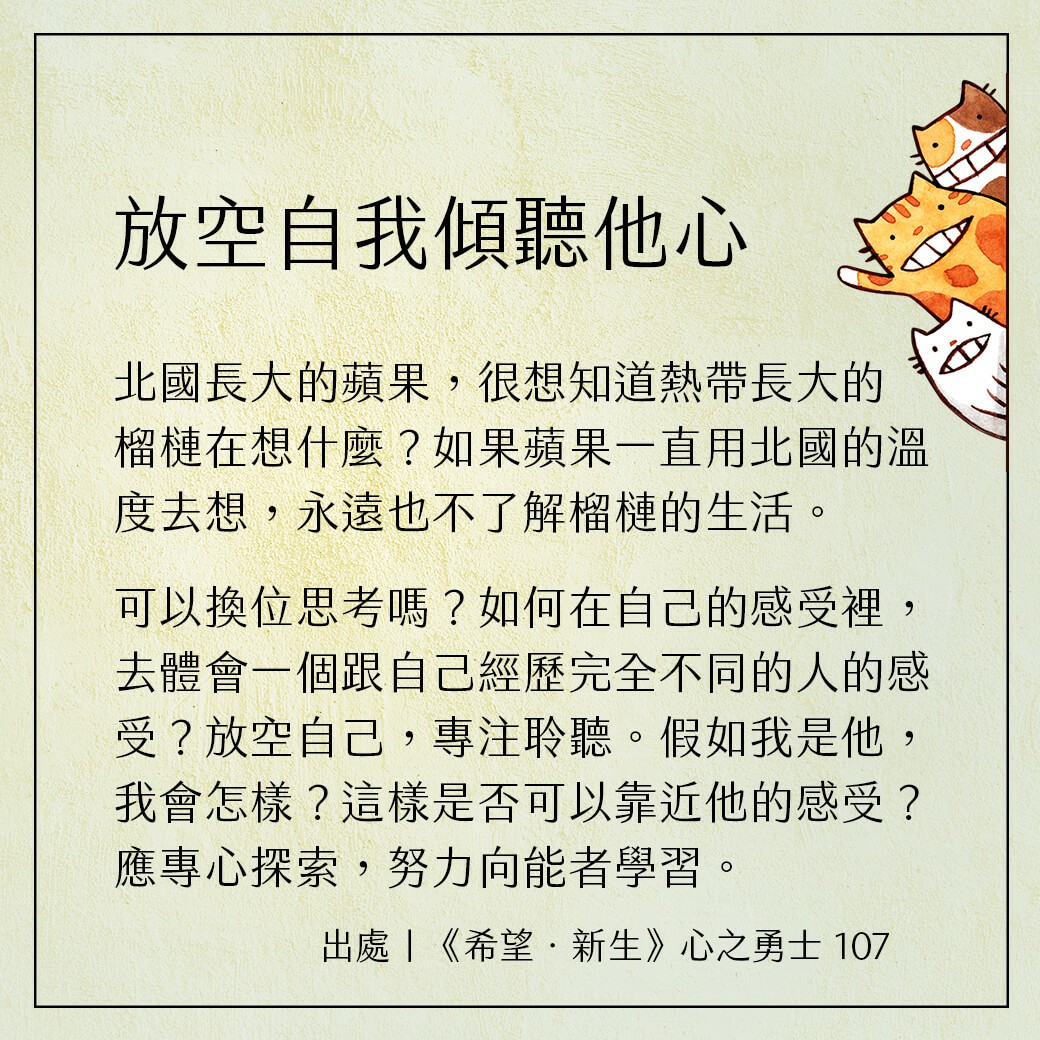 放空自我傾聽他心
北國長大的蘋果，很想知道熱帶長大的
榴槤在想什麼？如果蘋果一直用北國的溫
度去想，永遠也不了解榴槤的生活。
可以換位思考嗎？如何在自己的感受裡，
去體會一個跟自己經歷完全不同的人的感
受？放空自己，專注聆聽。假如我是他，
我會怎樣？這樣是否可以靠近他的感受？
應專心探索，努力向能者學習。
出處｜《希望．新生》心之勇士 107